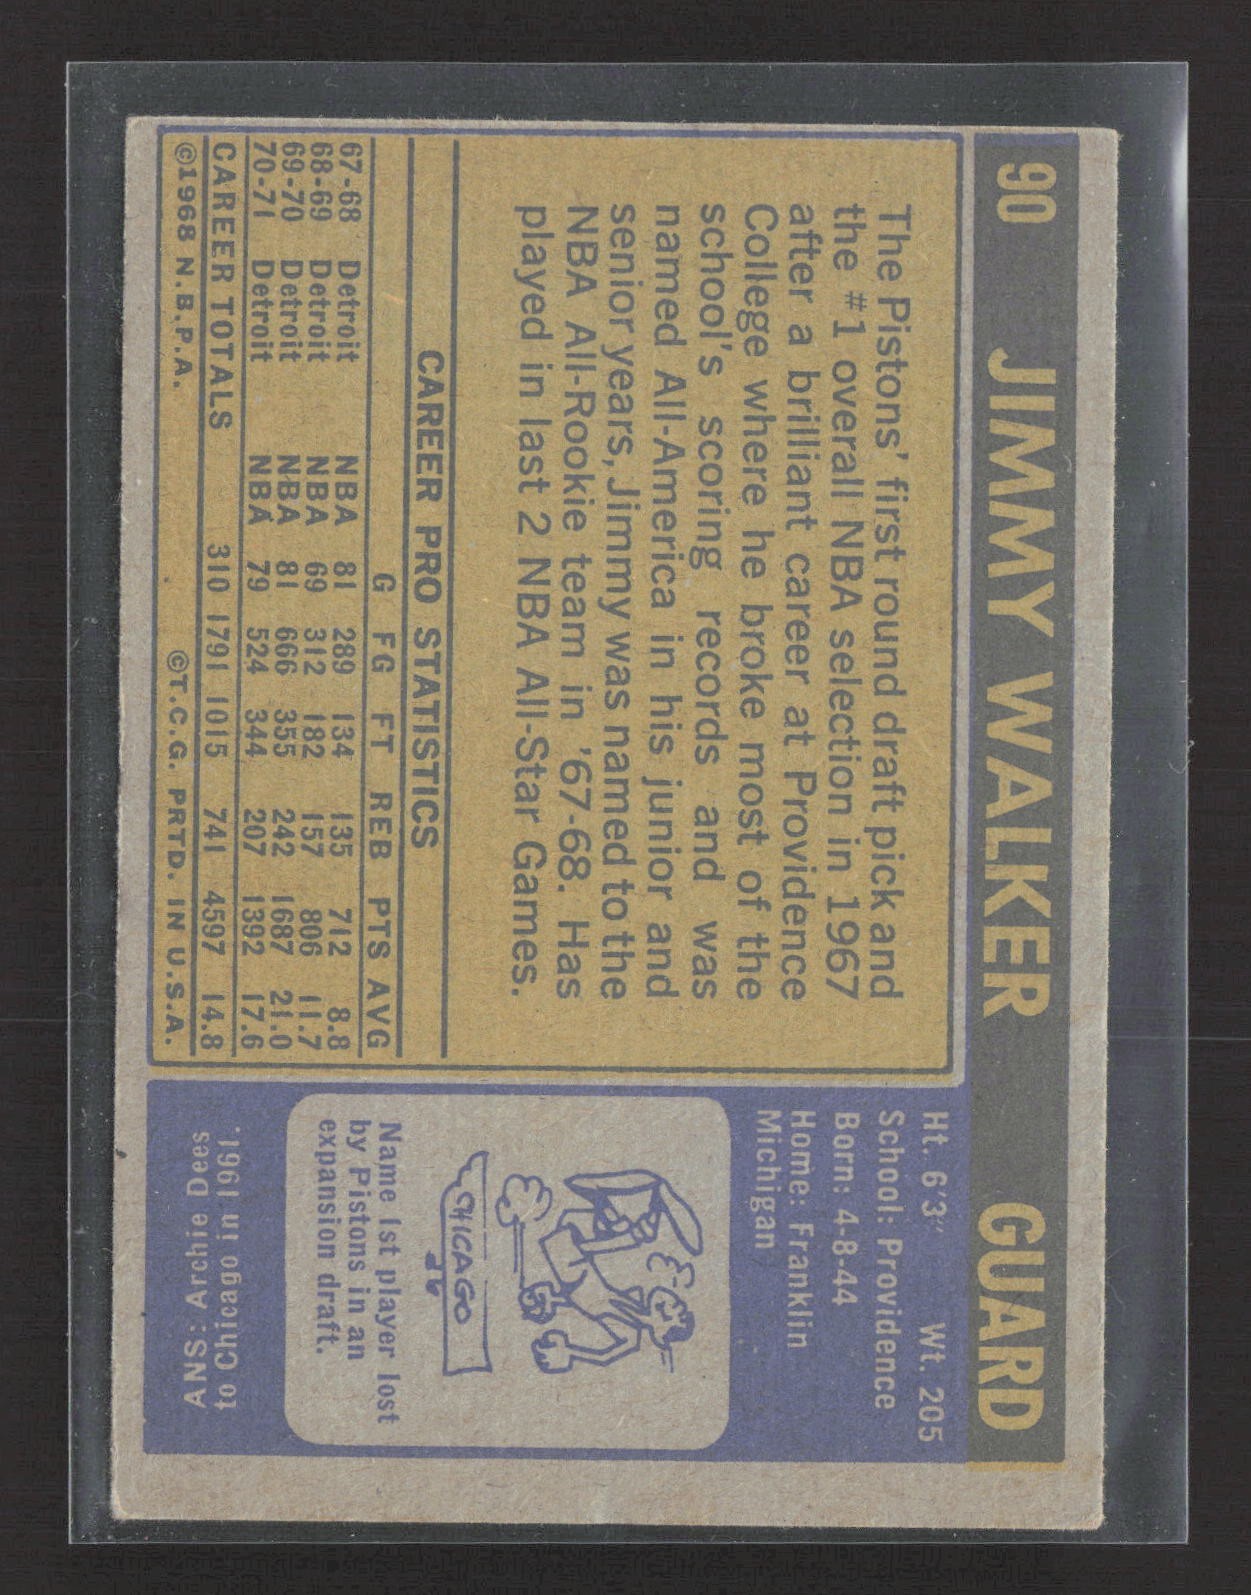 90 JIMMY WALKER GUARD
The Pistons' first round draft pick and
the #1 overall NBA selection in 1967
after a brilliant career at Providence
College where he broke most of the
school's scoring records and was
named All-America in his junior and
senior years, Jimmy was named to the
NBA All-Rookie team in '67-68. Has
played in last 2 NBA All-Star Games.
CAREER PRO STATISTICS
G FG FT REB PTS AVG
67-68 Detroit NBA 81 289 134 135 712 8.8
68-69 Detroit NBA 69 312 182 157 806 11.7
69-70 Detroit NBA 81 666 355 242 1687 21.0
70-71 Detroit NBA 79 524 344 207 1392 17.6
CAREER TOTALS 310 1791 1015 741 4597 14.8
©1968 N.B.P.A. ©T.C.G. PRTD. IN U.S.A.
Ht. 6'3" Wt. 205
School: Providence
Born: 4-8-44
Home: Franklin
Michigan
CHICAGO
Name 1st player lost
by Pistons in an
expansion draft.
ANS: Archie Dees
to Chicago in 1961.